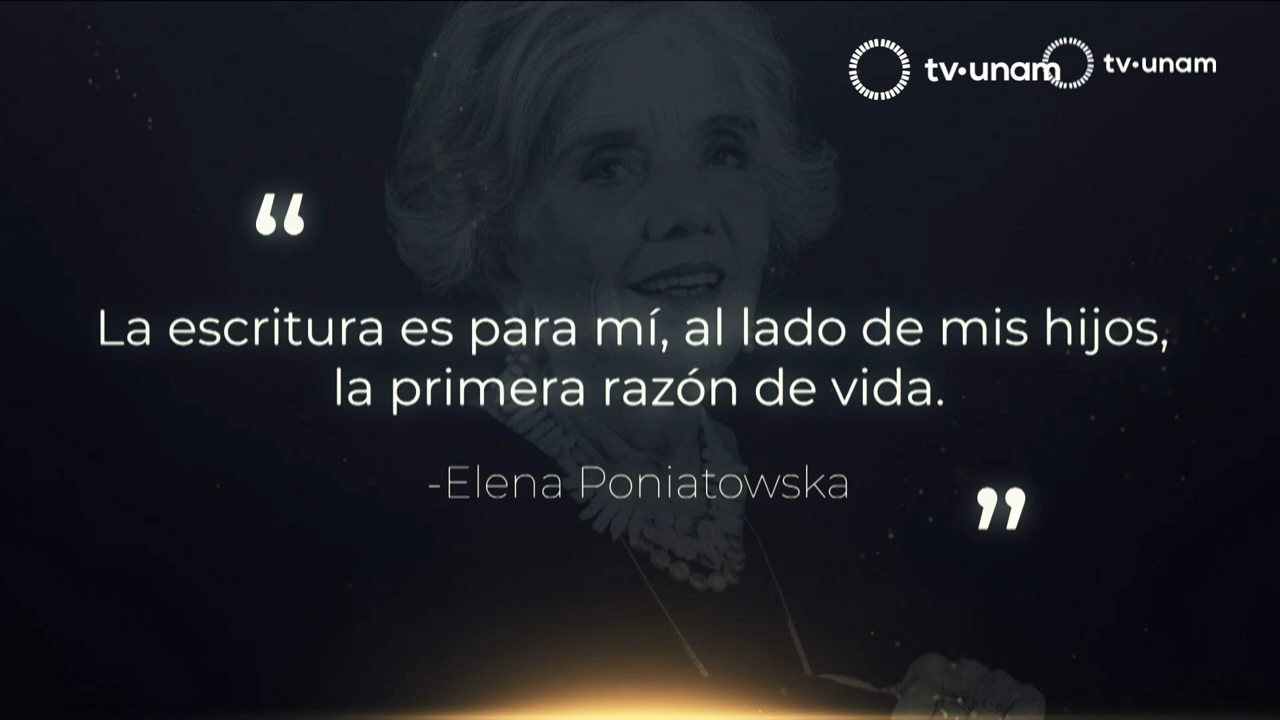 tv·unam tv·unam
“
La escritura es para mí, al lado de mis hijos,
la primera razón de vida.
-Elena Poniatowska
”